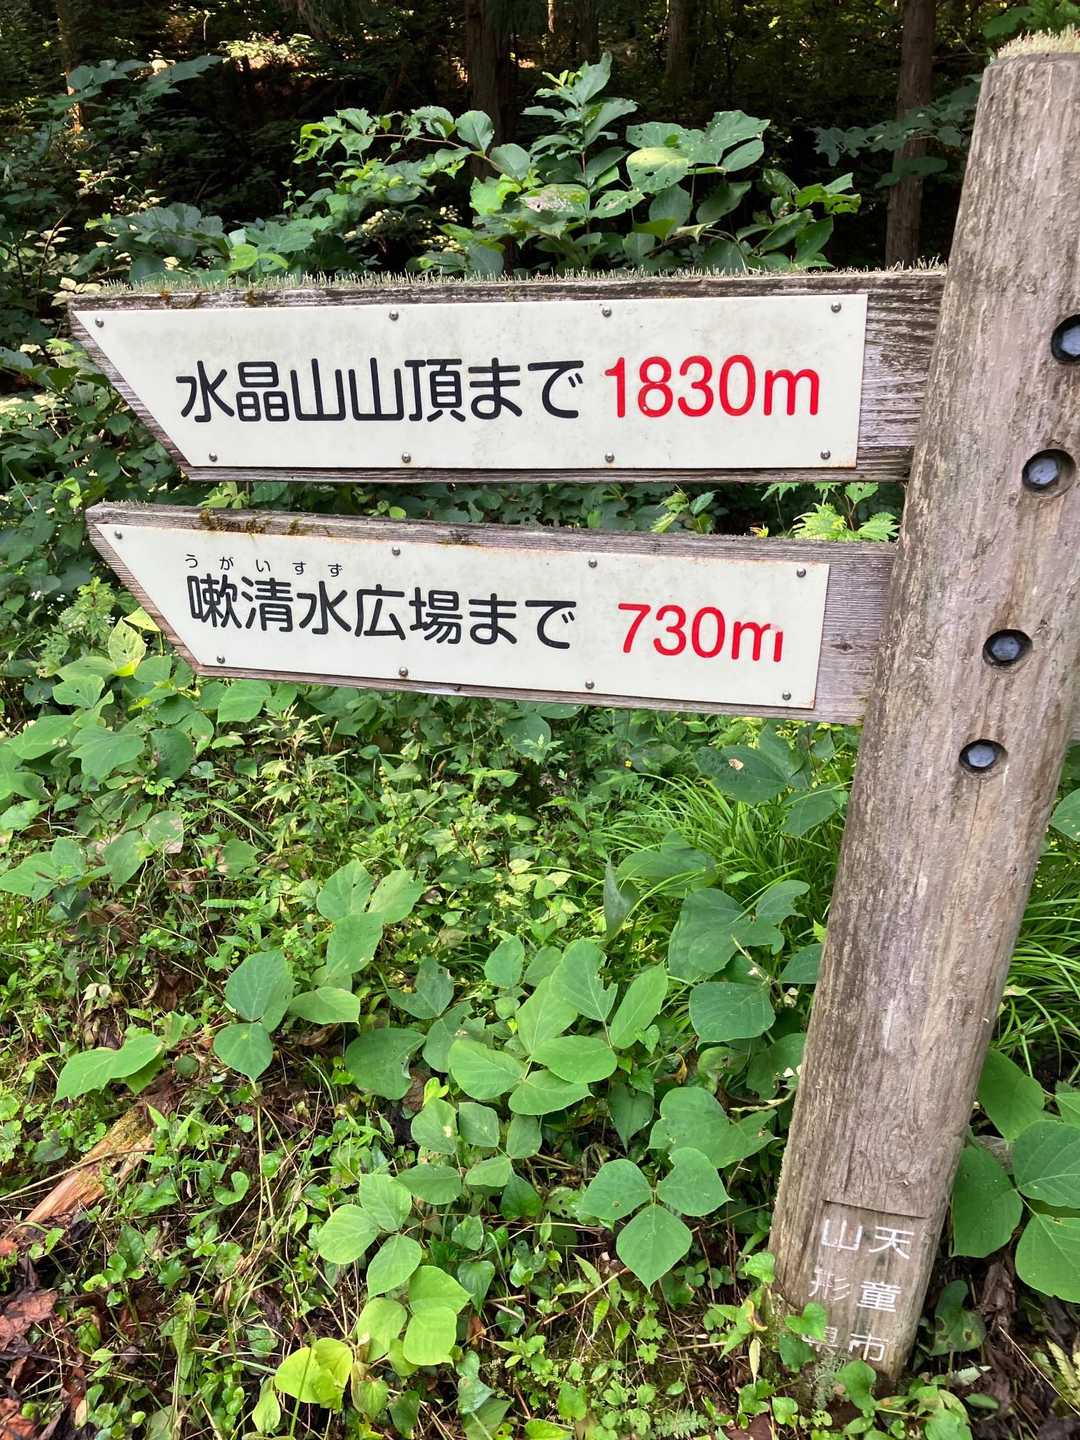 水晶山山頂まで 1830m
うがいすず
嗽清水広場まで 730m
天童市
山形県